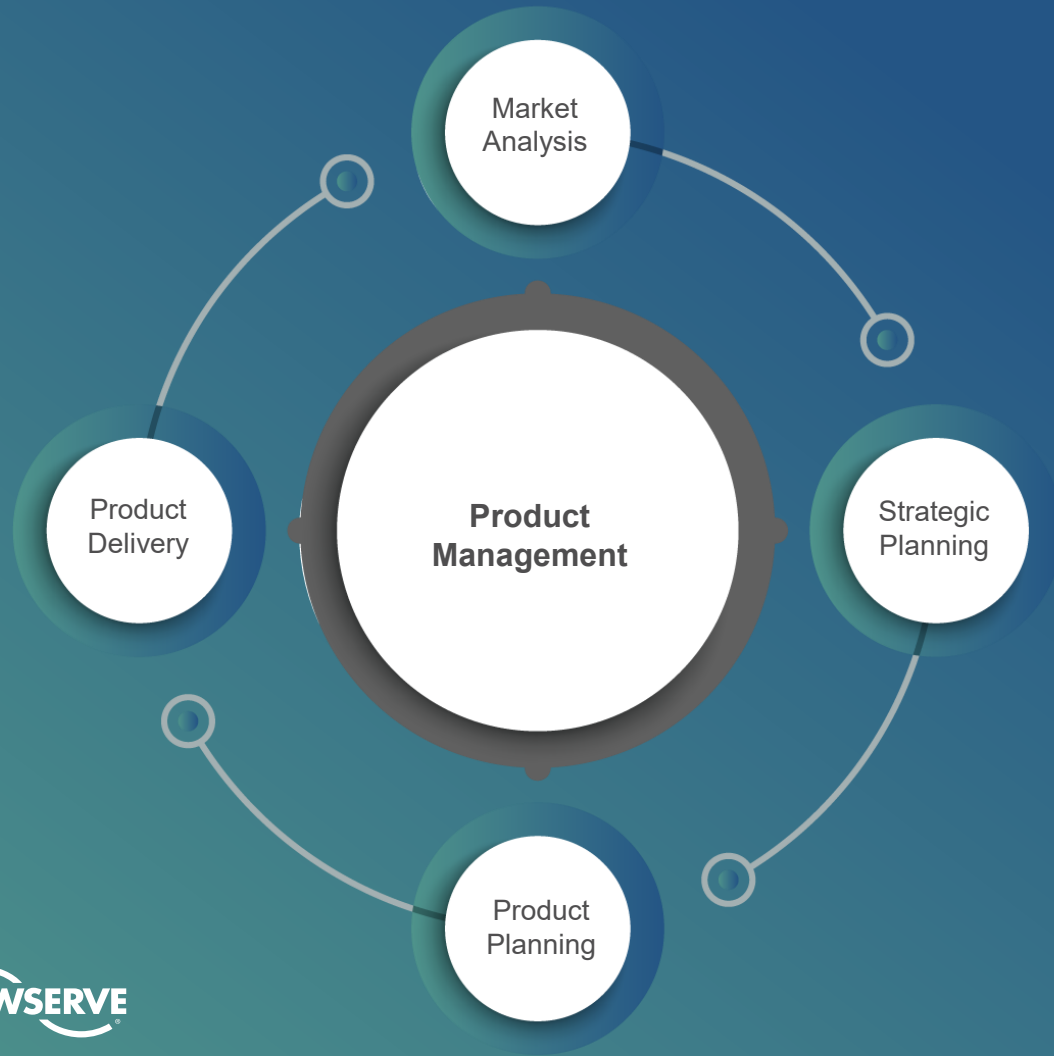 Market
Analysis
Product
Delivery
Product
Management
Strategic
Planning
Product
Planning
WSERVE
®